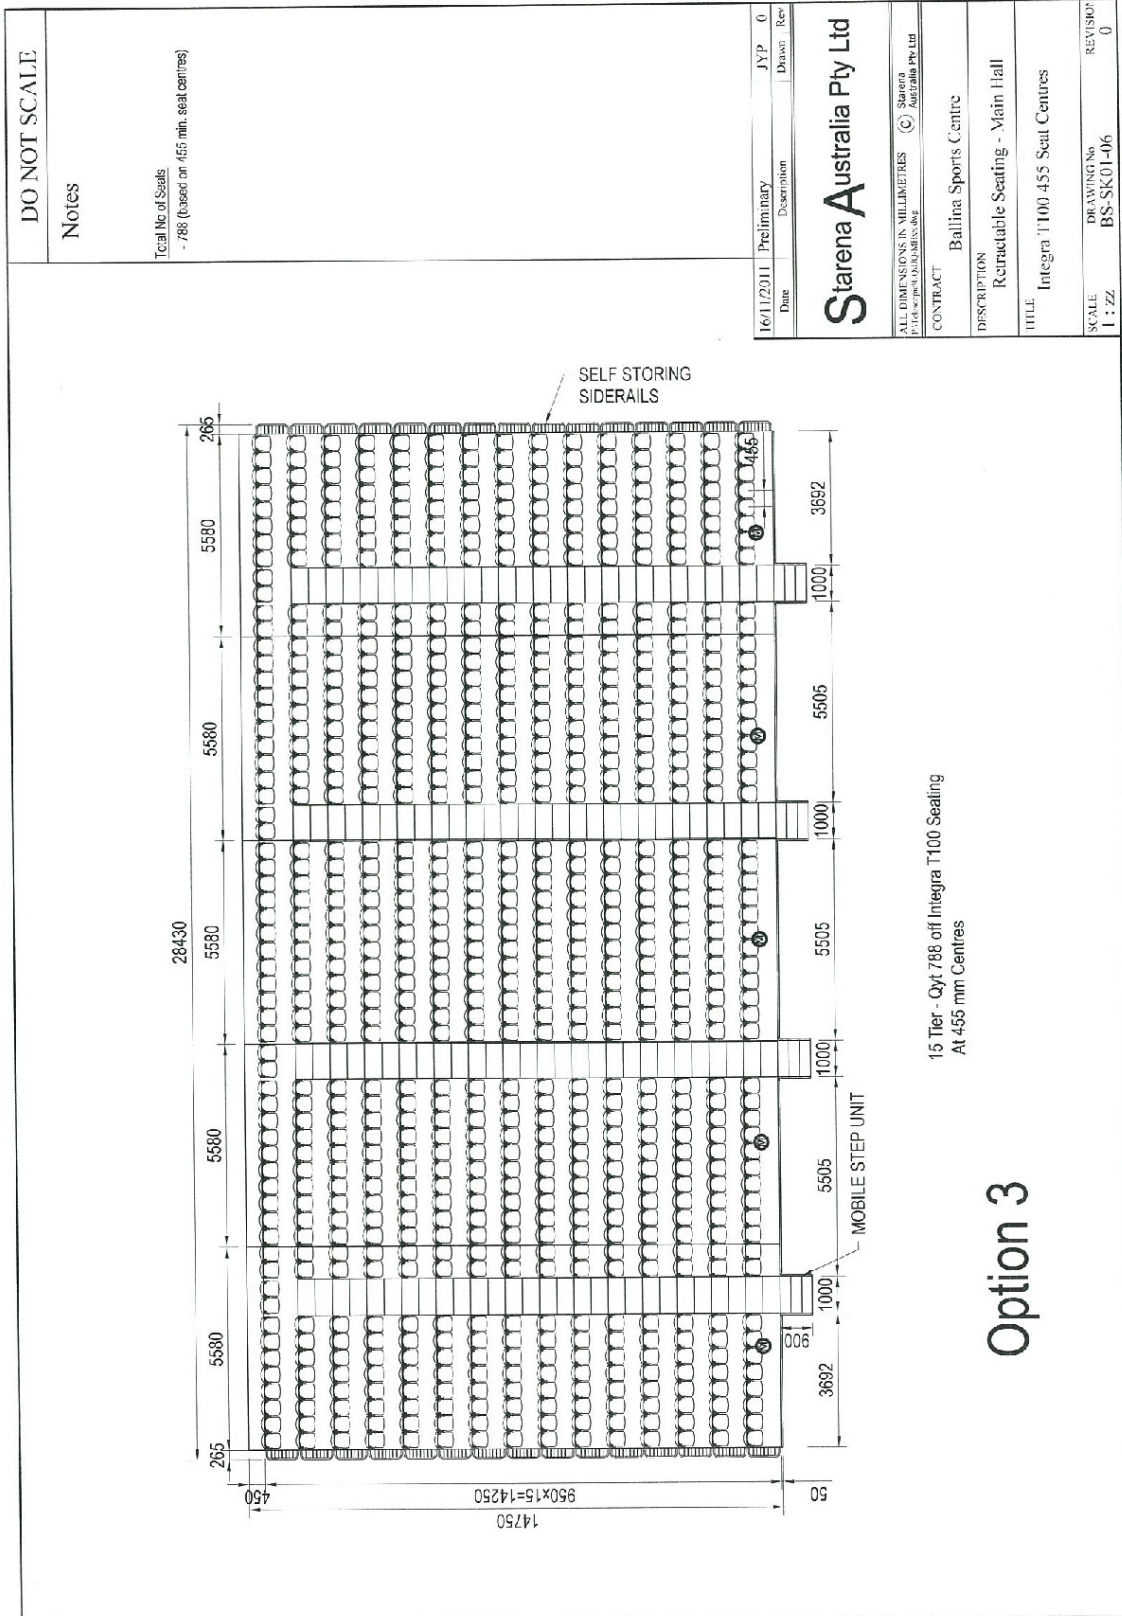 DO NOT SCALE
Notes
Total No of Seats
- 788 (based on 455 min. seat centres)
16/11/2011 Preliminary JYP 0
Date Description Drawn Rev
Starena Australia Pty Ltd
ALL DIMENSIONS IN MILLIMETRES © Starena
Australia Pty Ltd
CONTRACT
Ballina Sports Centre
DESCRIPTION
Retractable Seating - Main Hall
TITLE
Integra T100 455 Seat Centres
SCALE DRAWING No. REVISION
1 : ZZ BS-SK01-06 0
28430
265 5580 5580 5580 5580 5580 265
SELF STORING
SIDERAILS
455
450
950x15=14250
14750
50
900
3692 1000 5505 1000 5505 1000 5505 1000 3692
M M M M M
MOBILE STEP UNIT
15 Tier - Qyt 788 off Integra T100 Seating
At 455 mm Centres
Option 3